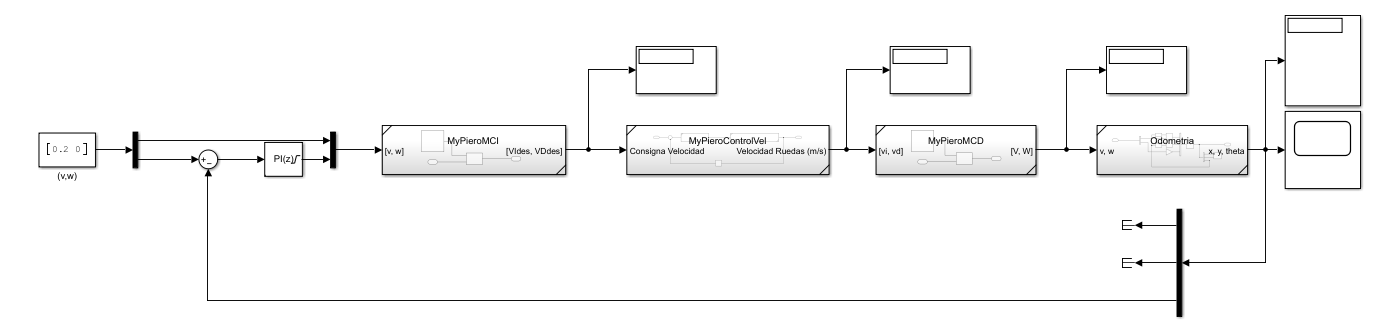 [0.2 0]
(v,w)
+
−
PI(z)
MyPieroMCI
[v, w]
[VIdes, VDdes]
MyPieroControlVel
Consigna Velocidad
Velocidad Ruedas (m/s)
MyPieroMCD
[vi, vd]
[V, W]
Odometria
v, w
x, y, theta